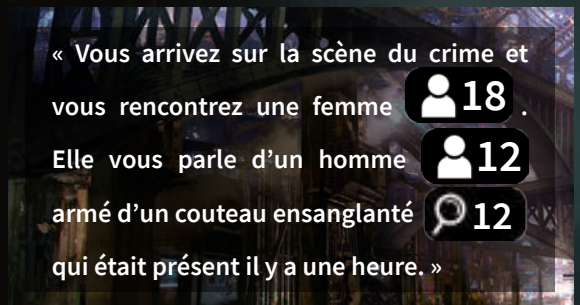 « Vous arrivez sur la scène du crime et
vous rencontrez une femme 18 .
Elle vous parle d’un homme 12
armé d’un couteau ensanglanté 12
qui était présent il y a une heure. »